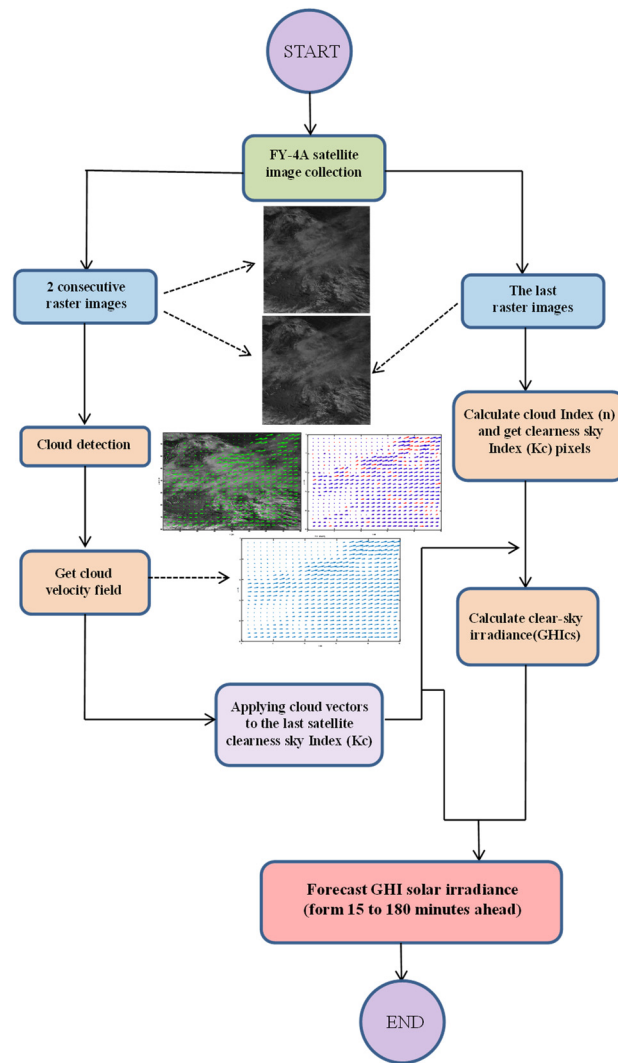 START
FY-4A satellite
image collection
2 consecutive
raster images
The last
raster images
Cloud detection
Calculate cloud Index (n)
and get clearness sky
Index (Kc) pixels
Get cloud
velocity field
Calculate clear-sky
irradiance(GHIcs)
Applying cloud vectors
to the last satellite
clearness sky Index (Kc)
Forecast GHI solar irradiance
(form 15 to 180 minutes ahead)
END